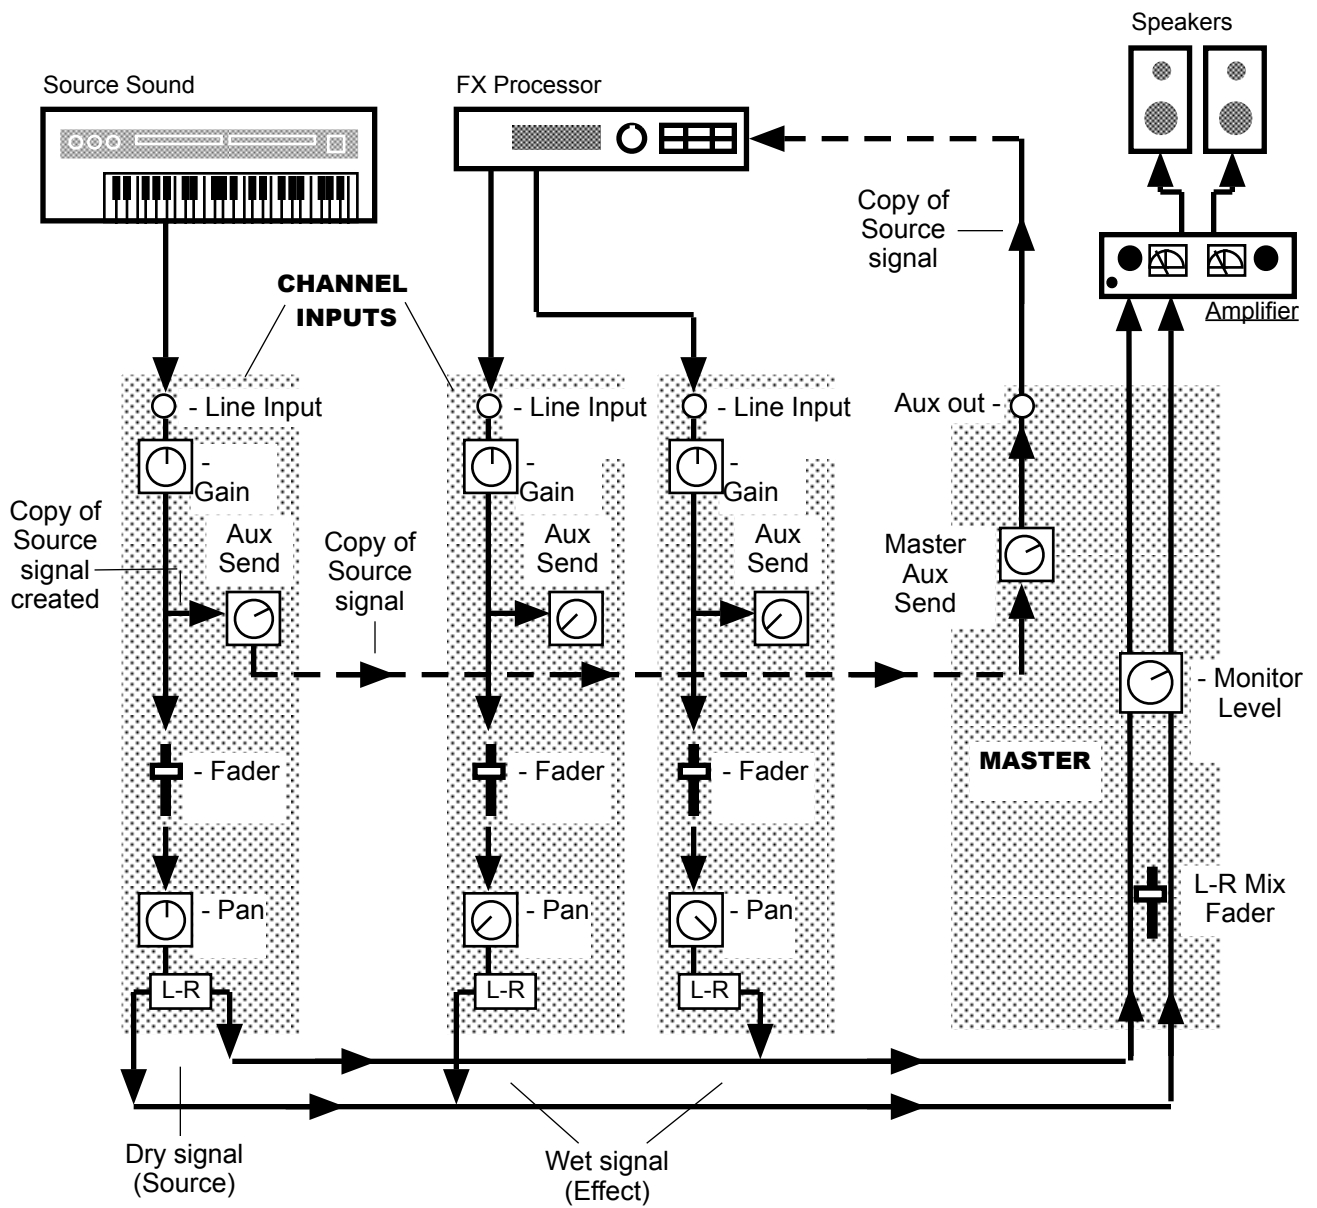 Speakers
Source Sound
FX Processor
Copy of
Source
signal
CHANNEL
INPUTS
Amplifier
- Line Input
- Line Input
- Line Input
Aux out -
-
Gain
-
Gain
-
Gain
Copy of
Source
signal
created
Aux
Send
Copy of
Source
signal
Aux
Send
Aux
Send
Master
Aux
Send
- Monitor
Level
- Fader
- Fader
- Fader
MASTER
L-R Mix
Fader
- Pan
- Pan
- Pan
L-R
L-R
L-R
Dry signal
(Source)
Wet signal
(Effect)